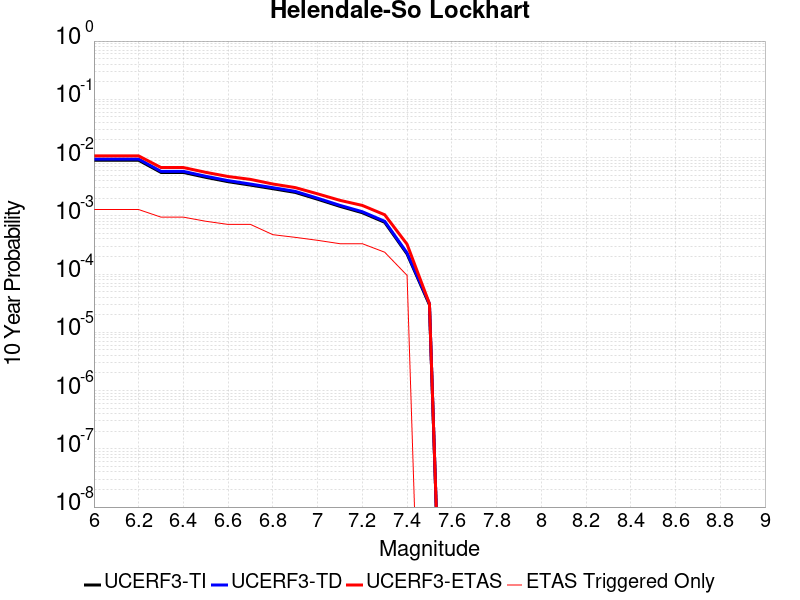 Helendale-So Lockhart
10 Year Probability
10^0
10^-1
10^-2
10^-3
10^-4
10^-5
10^-6
10^-7
10^-8
6 6.2 6.4 6.6 6.8 7 7.2 7.4 7.6 7.8 8 8.2 8.4 8.6 8.8 9
Magnitude
UCERF3-TI UCERF3-TD UCERF3-ETAS ETAS Triggered Only